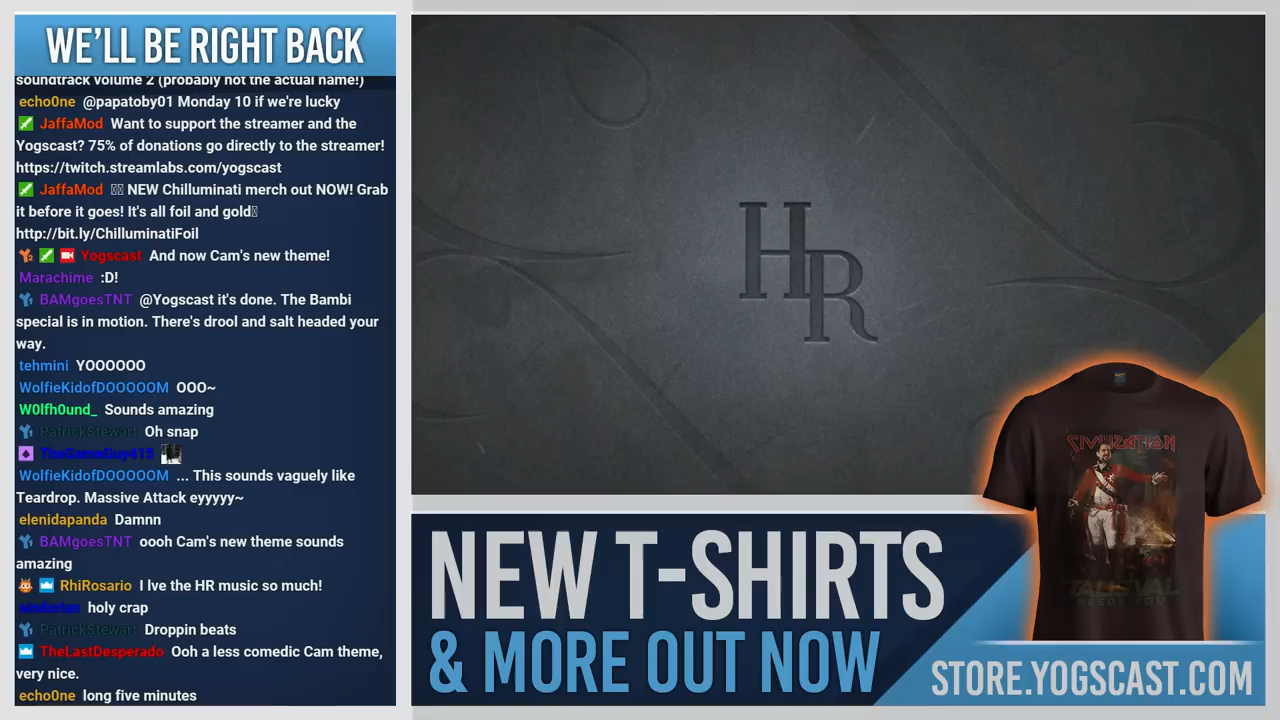 WE'LL BE RIGHT BACK
soundtrack volume 2 (probably not the actual name!)
echo0ne @papatoby01 Monday 10 if we're lucky
JaffaMod Want to support the streamer and the
Yogscast? 75% of donations go directly to the streamer!
https://twitch.streamlabs.com/yogscast
JaffaMod NEW Chilluminati merch out NOW! Grab
it before it goes! It's all foil and gold
http://bit.ly/ChilluminatiFoil
Yogscast And now Cam's new theme!
Marachime :D!
BAMgoesTNT @Yogscast it's done. The Bambi
special is in motion. There's drool and salt headed your
way.
tehmini YOOOOOO
WolfieKidofDOOOOOM OOO~
W0lfh0und_ Sounds amazing
PatrickStewart Oh snap
TheGameGuy415
WolfieKidofDOOOOOM ... This sounds vaguely like
Teardrop. Massive Attack eyyyyy~
elenidapanda Damnn
BAMgoesTNT oooh Cam's new theme sounds
amazing
RhiRosario I lve the HR music so much!
holy crap
PatrickStewart Droppin beats
TheLastDesperado Ooh a less comedic Cam theme,
very nice.
echo0ne long five minutes
HR
CIVILIZATION
NEEDS YOU
NEW T-SHIRTS
& MORE OUT NOW
STORE.YOGSCAST.COM